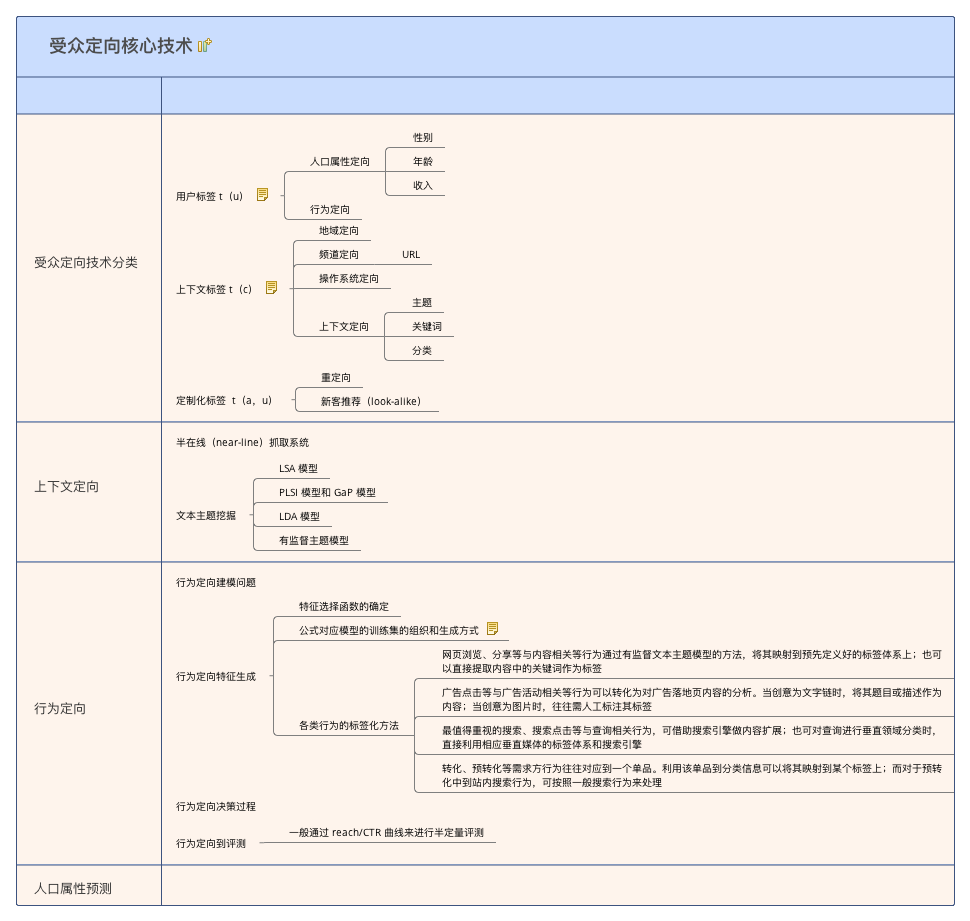 受众定向核心技术
受众定向技术分类
用户标签 t（u）
人口属性定向
性别
年龄
收入
行为定向
上下文标签 t（c）
地域定向
频道定向
URL
操作系统定向
上下文定向
主题
关键词
分类
定制化标签 t（a，u）
重定向
新客推荐（look-alike）
上下文定向
半在线（near-line）抓取系统
文本主题挖掘
LSA 模型
PLSI 模型和 GaP 模型
LDA 模型
有监督主题模型
行为定向
行为定向建模问题
行为定向特征生成
特征选择函数的确定
公式对应模型的训练集的组织和生成方式
各类行为的标签化方法
网页浏览、分享等与内容相关等行为通过有监督文本主题模型的方法，将其映射到预先定义好的标签体系上；也可
以直接提取内容中的关键词作为标签
广告点击等与广告活动相关等行为可以转化为对广告落地页内容的分析。当创意为文字链时，将其题目或描述作为
内容；当创意为图片时，往往需人工标注其标签
最值得重视的搜索、搜索点击等与查询相关行为，可借助搜索引擎做内容扩展；也可对查询进行垂直领域分类时，
直接利用相应垂直媒体的标签体系和搜索引擎
转化、预转化等需求方行为往往对应到一个单品。利用该单品到分类信息可以将其映射到某个标签上；而对于预转
化中到站内搜索行为，可按照一般搜索行为来处理
行为定向决策过程
行为定向到评测
一般通过 reach/CTR 曲线来进行半定量评测
人口属性预测